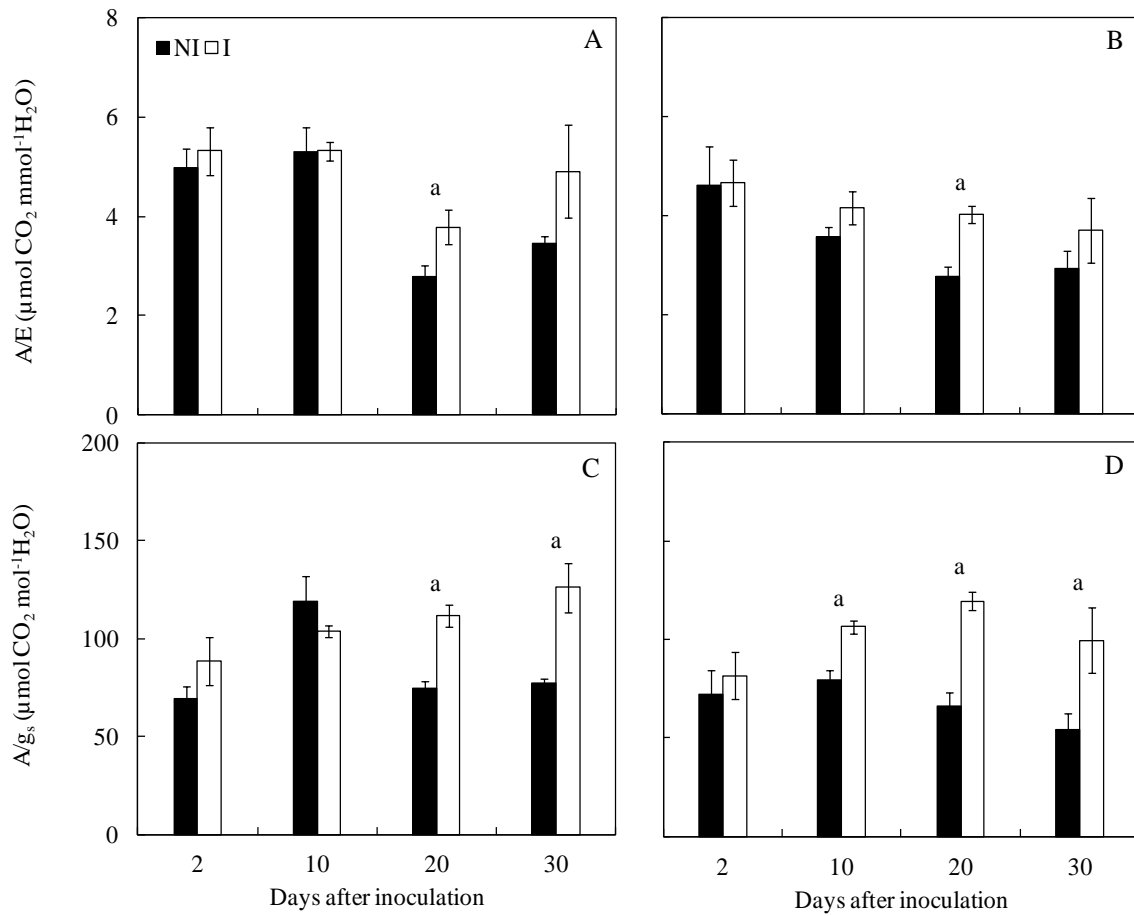 8
6
4
2
0
A/E (µmol CO₂ mmol⁻¹H₂O)
NI I
A
a
B
a
200
150
100
50
0
A/gₛ (µmol CO₂ mol⁻¹H₂O)
C
a
a
D
a
a
a
2 10 20 30
Days after inoculation
2 10 20 30
Days after inoculation